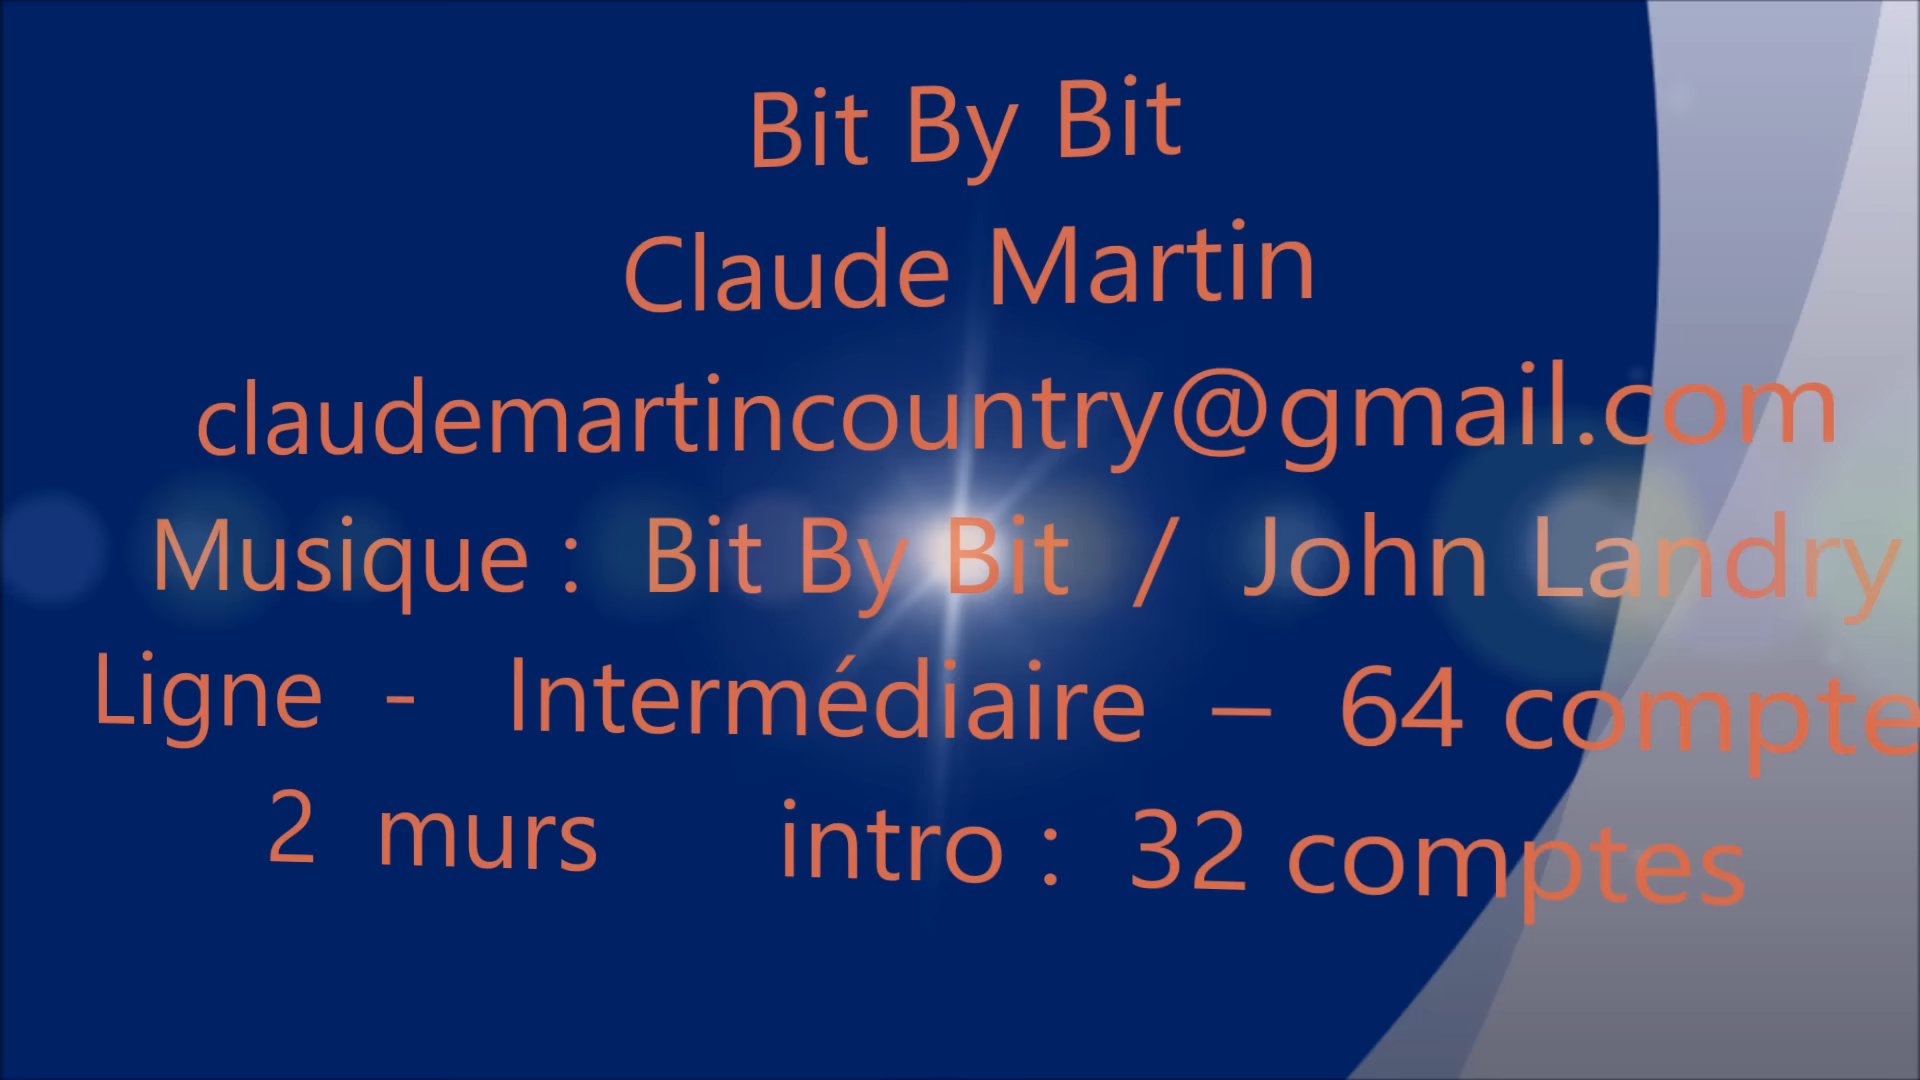 Bit By Bit
Claude Martin
claudemartincountry@gmail.com
Musique : Bit By Bit / John Landry
Ligne - Intermédiaire – 64 compte
2 murs intro : 32 comptes